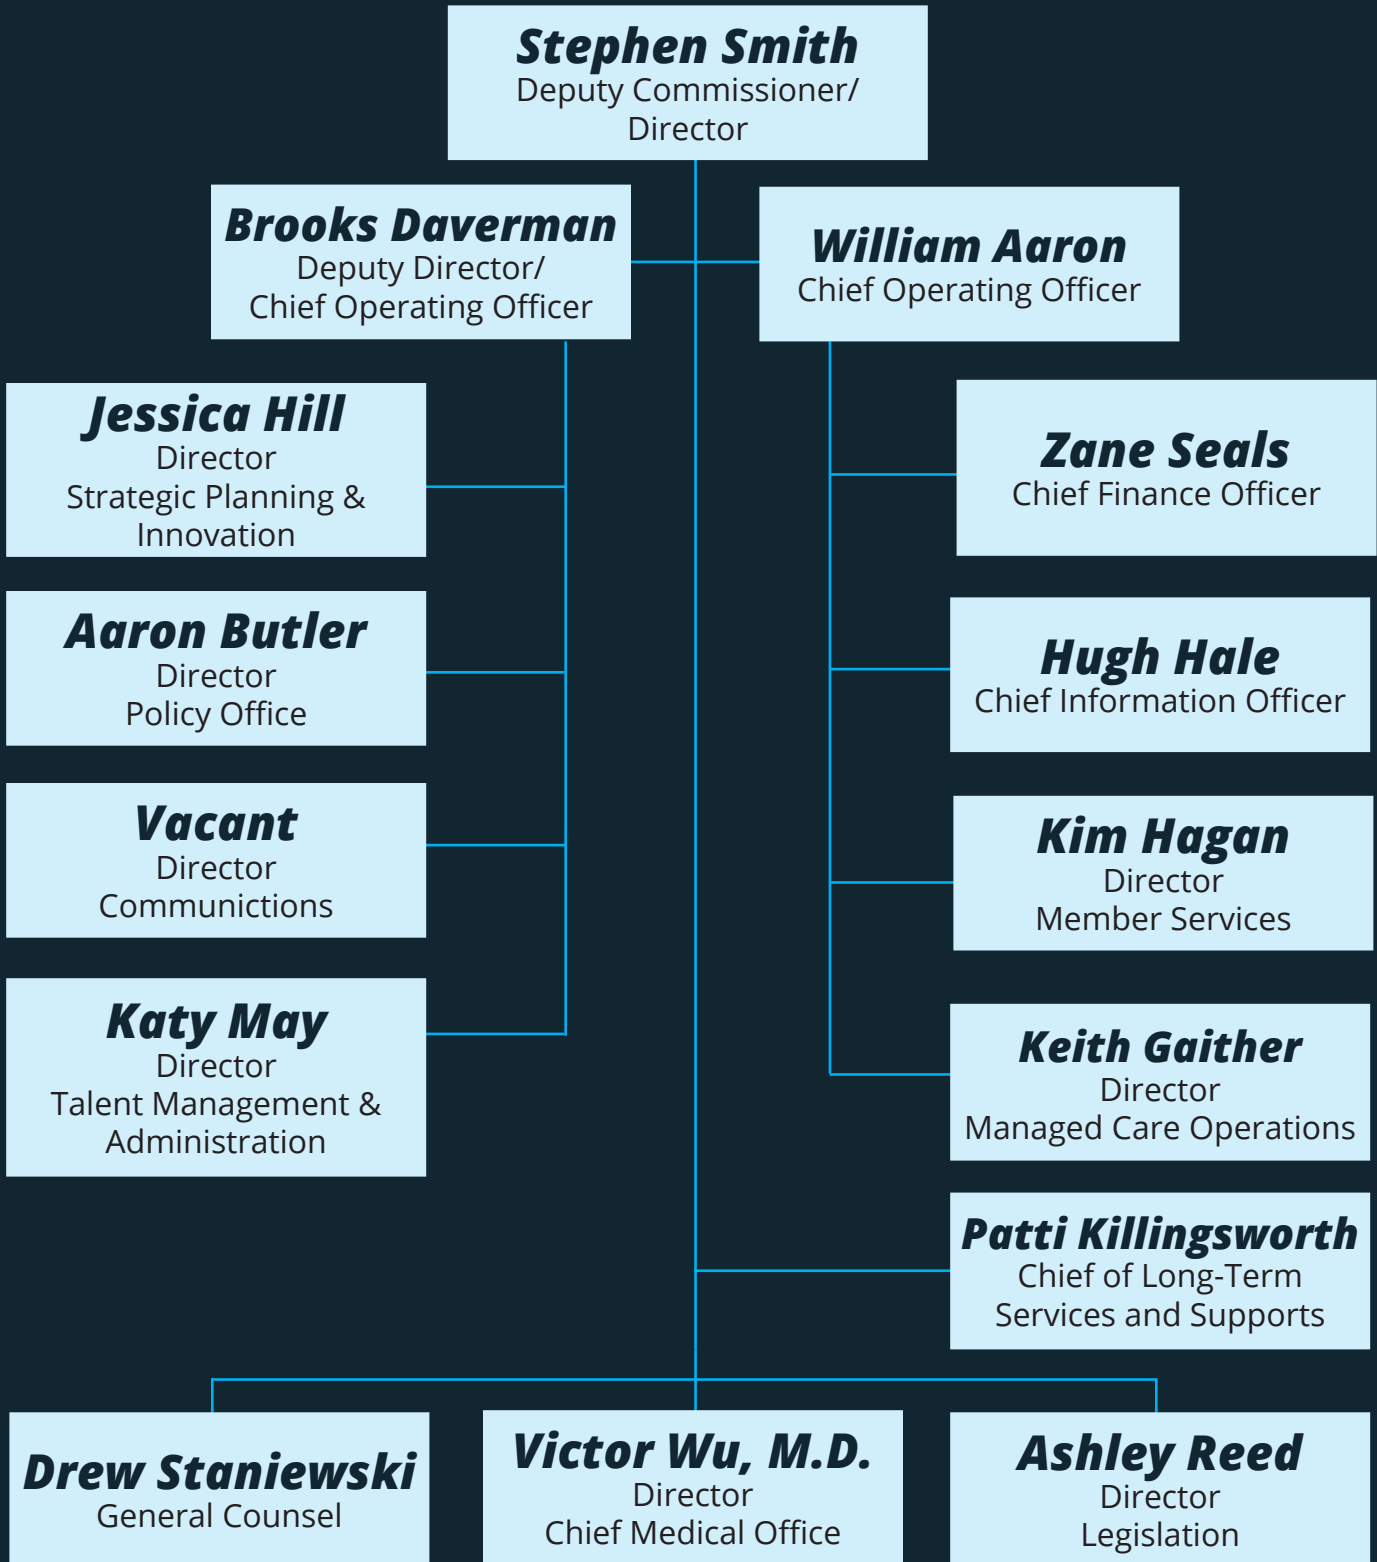 Stephen Smith
Deputy Commissioner/
Director
Brooks Daverman
Deputy Director/
Chief Operating Officer
William Aaron
Chief Operating Officer
Jessica Hill
Director
Strategic Planning &
Innovation
Zane Seals
Chief Finance Officer
Aaron Butler
Director
Policy Office
Hugh Hale
Chief Information Officer
Vacant
Director
Communictions
Kim Hagan
Director
Member Services
Katy May
Director
Talent Management &
Administration
Keith Gaither
Director
Managed Care Operations
Patti Killingsworth
Chief of Long-Term
Services and Supports
Drew Staniewski
General Counsel
Victor Wu, M.D.
Director
Chief Medical Office
Ashley Reed
Director
Legislation